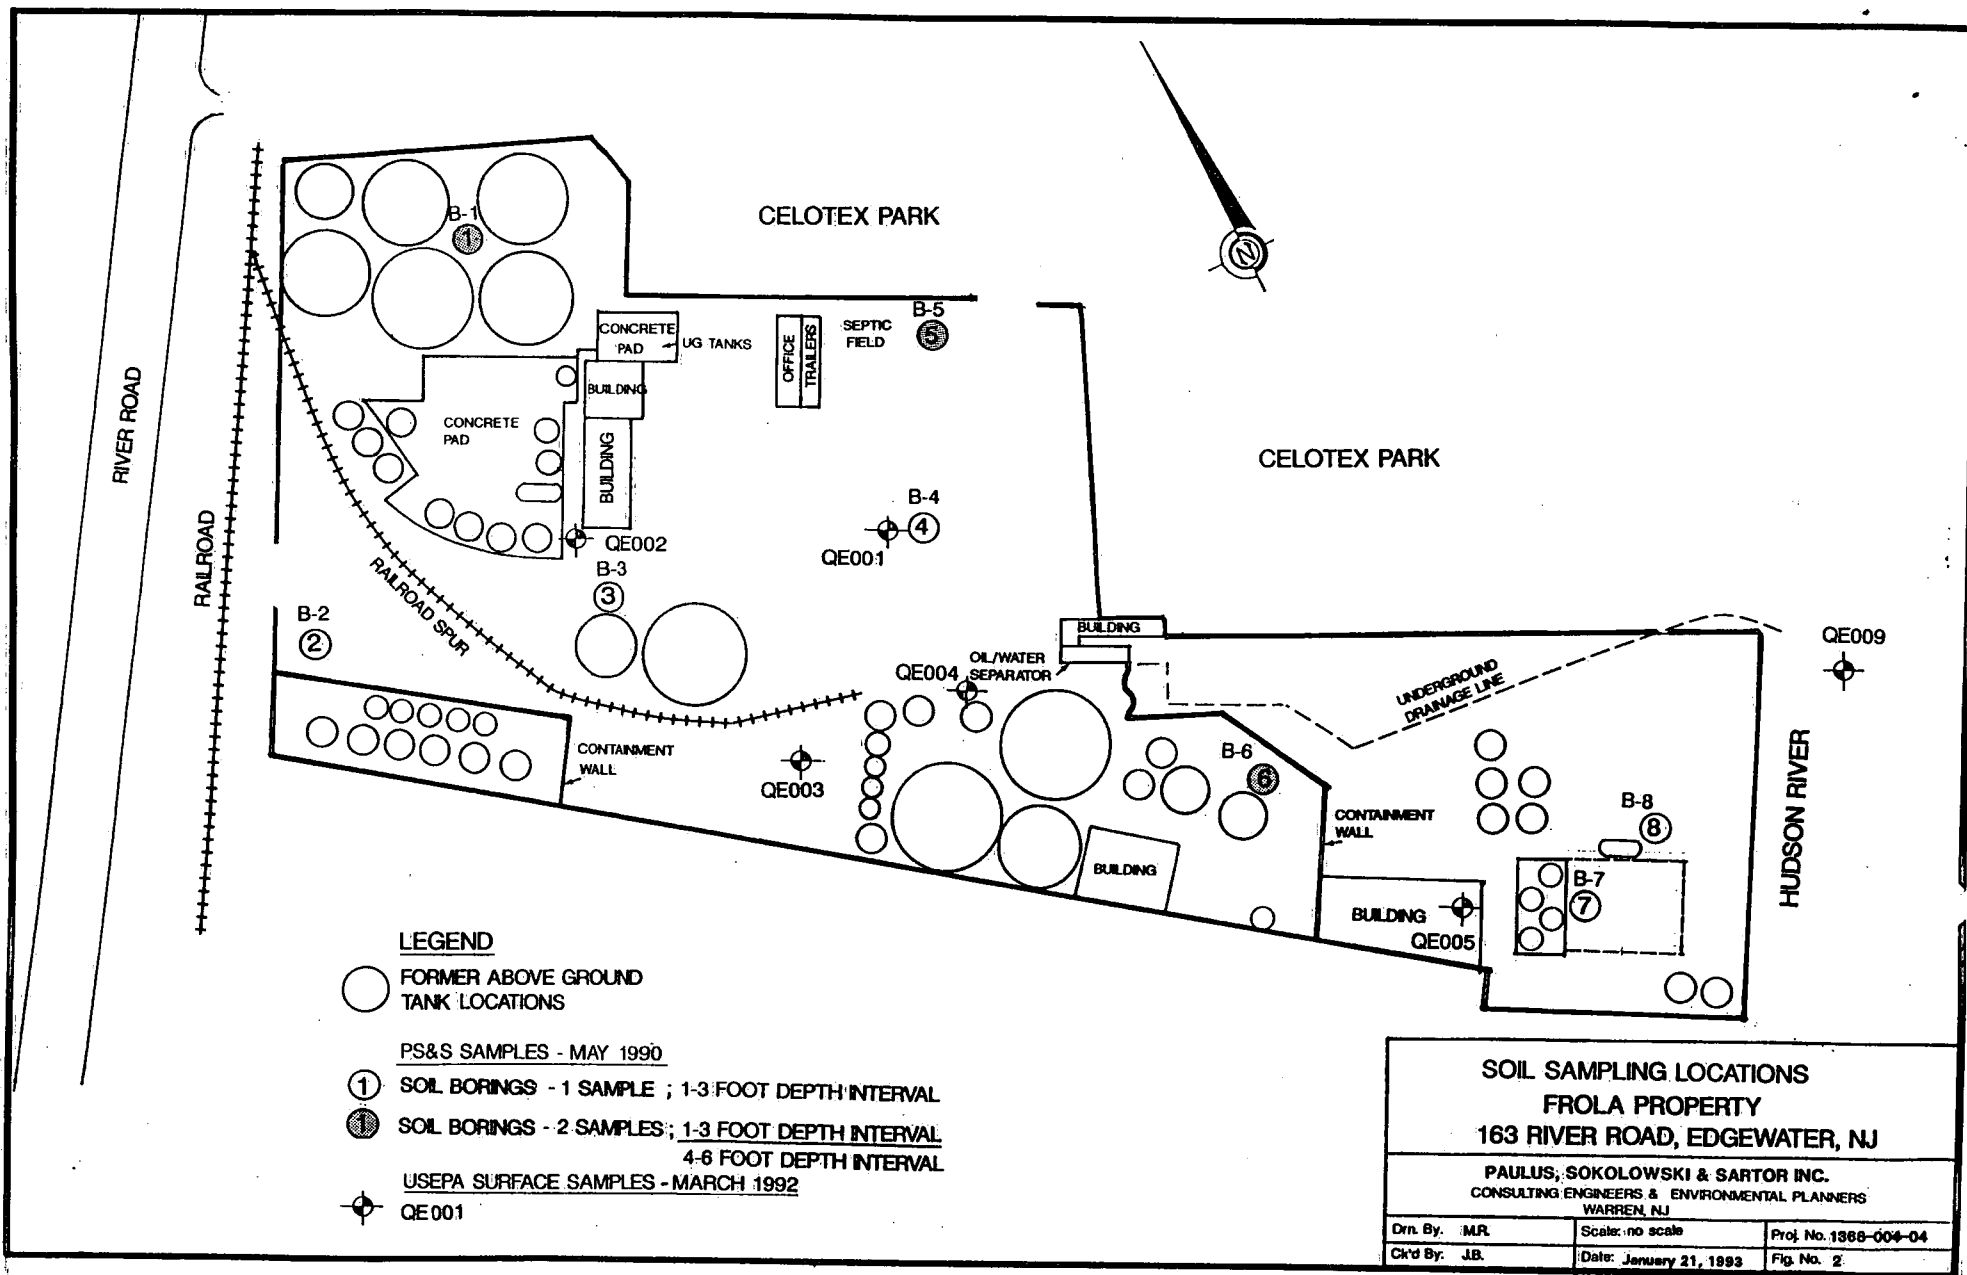 CELOTEX PARK
N
B-1
1
B-5
5
CONCRETE
PAD
UG TANKS
OFFICE
TRAILERS
SEPTIC
FIELD
BUILDING
RIVER ROAD
CONCRETE
PAD
BUILDING
CELOTEX PARK
B-4
4
QE001
QE002
RAILROAD
RAILROAD SPUR
B-3
3
B-2
2
BUILDING
OIL/WATER
SEPARATOR
QE004
UNDERGROUND
DRAINAGE LINE
QE009
CONTAINMENT
WALL
QE003
B-6
6
CONTAINMENT
WALL
HUDSON RIVER
B-8
8
BUILDING
B-7
7
BUILDING
QE005
LEGEND
FORMER ABOVE GROUND
TANK LOCATIONS
PS&S SAMPLES - MAY 1990
1 SOIL BORINGS - 1 SAMPLE ; 1-3 FOOT DEPTH INTERVAL
1 SOIL BORINGS - 2 SAMPLES ; 1-3 FOOT DEPTH INTERVAL
4-6 FOOT DEPTH INTERVAL
USEPA SURFACE SAMPLES - MARCH 1992
QE001
SOIL SAMPLING LOCATIONS
FROLA PROPERTY
163 RIVER ROAD, EDGEWATER, NJ
PAULUS, SOKOLOWSKI & SARTOR INC.
CONSULTING ENGINEERS & ENVIRONMENTAL PLANNERS
WARREN, NJ
Drn. By. M.R. Scale: no scale Proj. No. 1368-004-04
Ck'd By: J.B. Date: January 21, 1993 Fig. No. 2